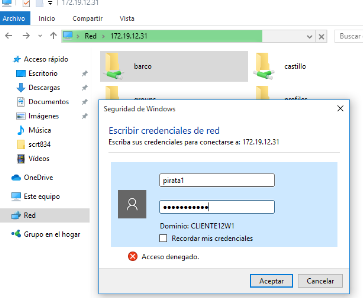 172.19.12.31
Archivo Inicio Compartir Vista
Red > 172.19.12.31
Buscar
Acceso rápido
Escritorio
Descargas
Documentos
Imágenes
Música
scrt834
Vídeos
OneDrive
Este equipo
Red
Grupo en el hogar
barco
castillo
Seguridad de Windows
Escribir credenciales de red
Escriba sus credenciales para conectarse a: 172.19.12.31
pirata1
Dominio: CLIENTE12W1
Recordar mis credenciales
Acceso denegado.
Aceptar
Cancelar